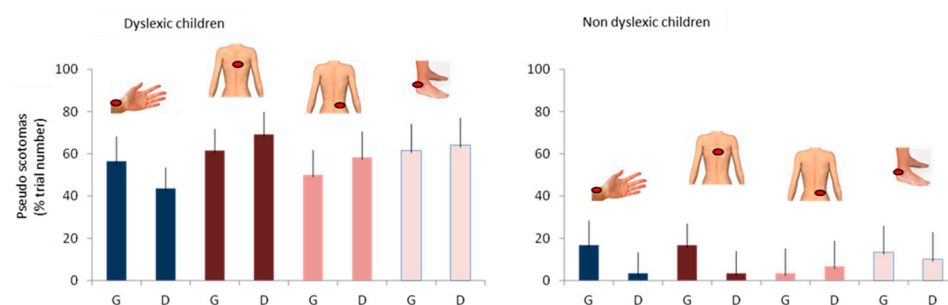 Dyslexic children
Non dyslexic children
Pseudo scotomas
(% trial number)
100
80
60
40
20
0
G D G D G D G D
100
80
60
40
20
0
G D G D G D G D